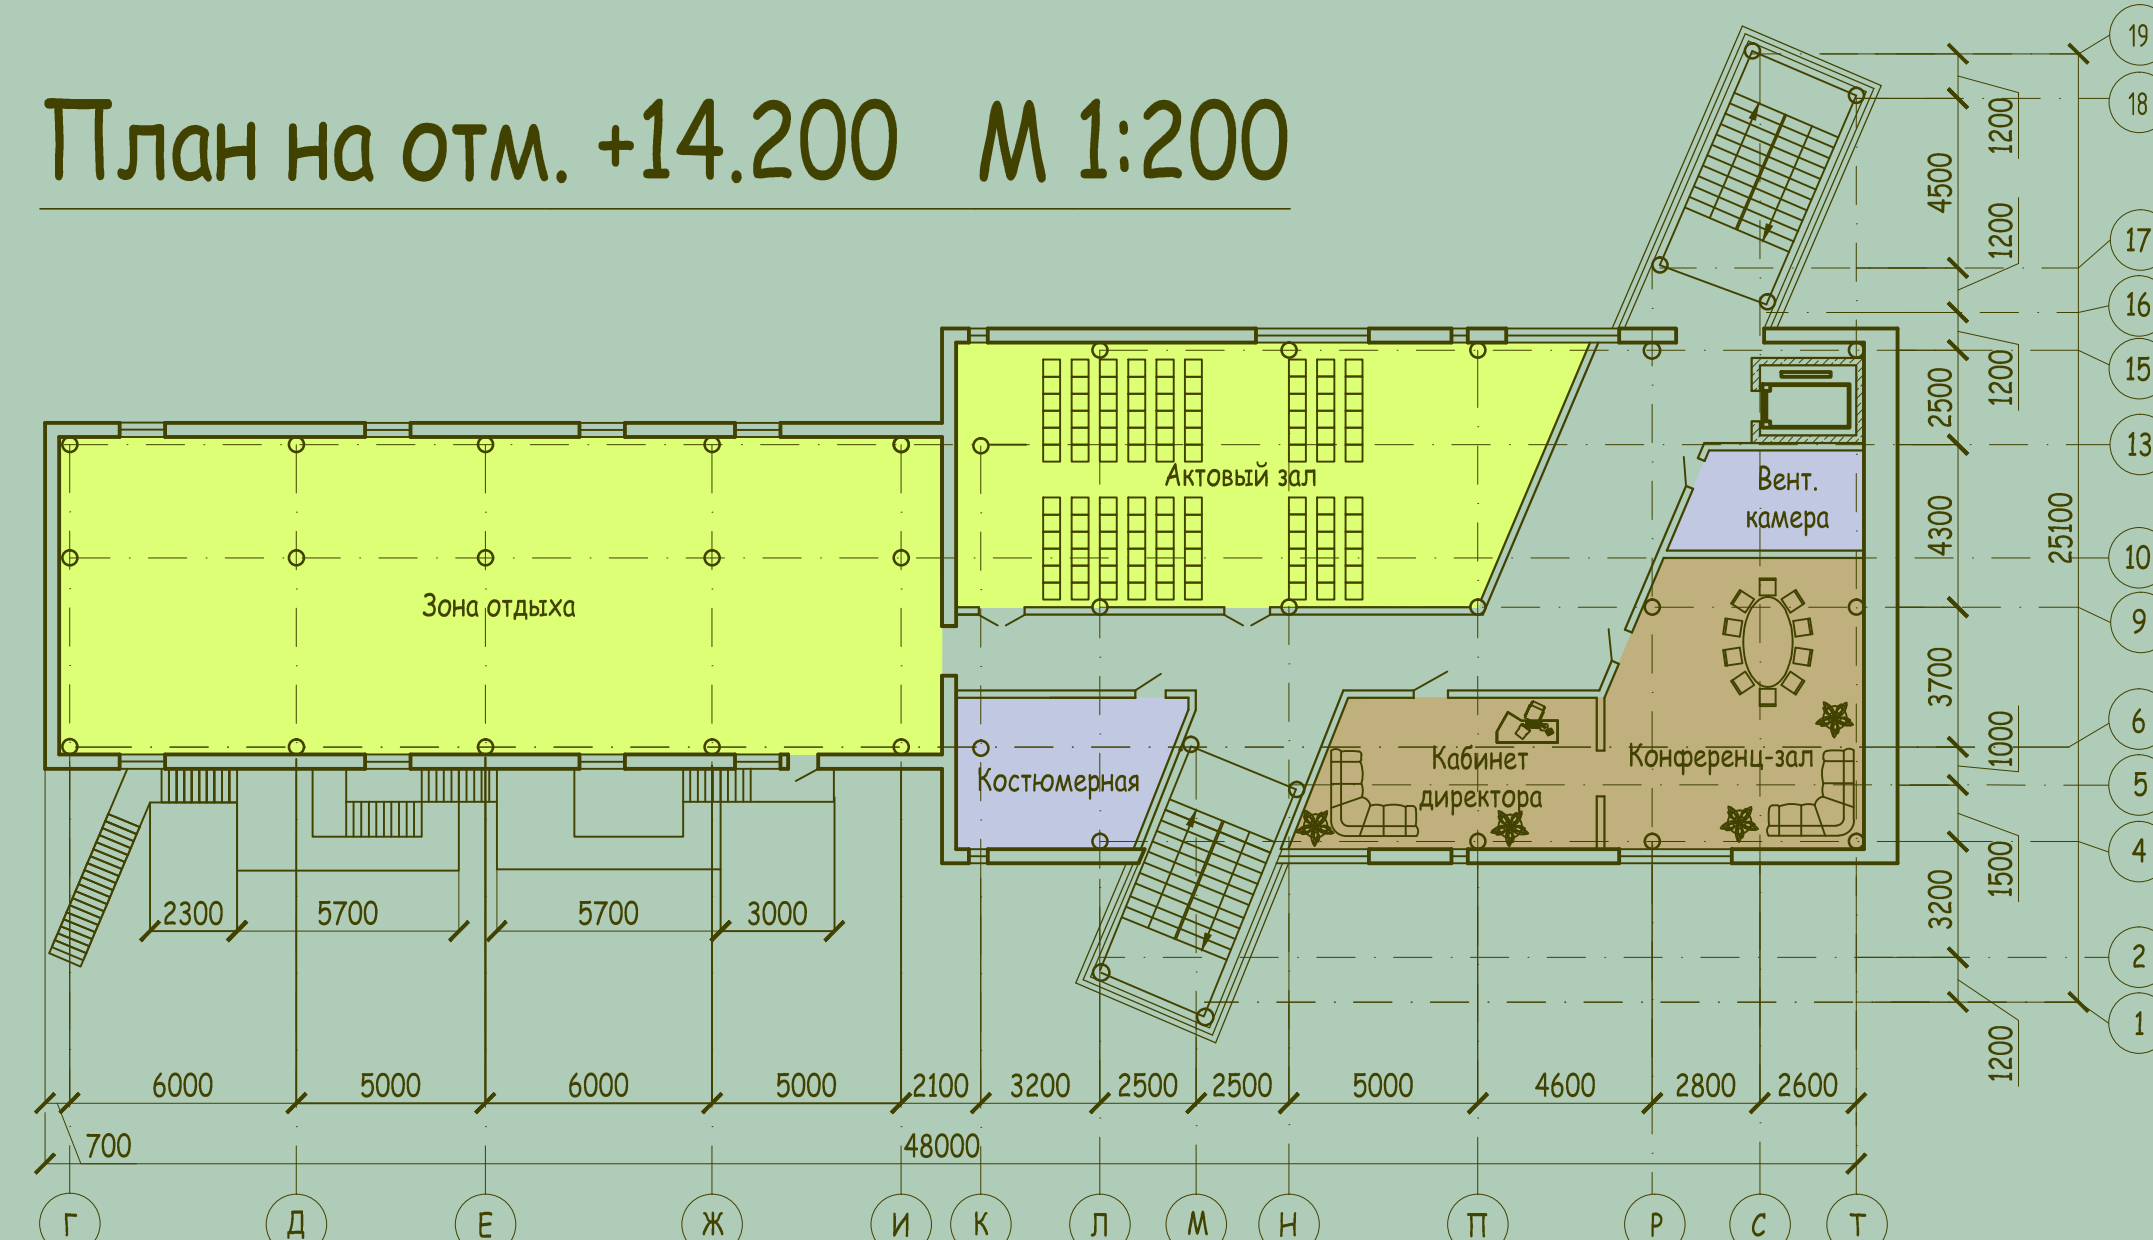 План на отм. +14.200 М 1:200
19
18
1200
4500
1200
17
16
15
1200
2500
13
Актовый зал
Вент.
камера
4300
25100
10
Зона отдыха
9
3700
6
1000
Костюмерная
Кабинет
директора
Конференц-зал
5
4
1500
3200
2300 5700 5700 3000
2
1
1200
6000 5000 6000 5000 2100 3200 2500 2500 5000 4600 2800 2600
700 48000
Г Д Е Ж И К Л М Н П Р С Т